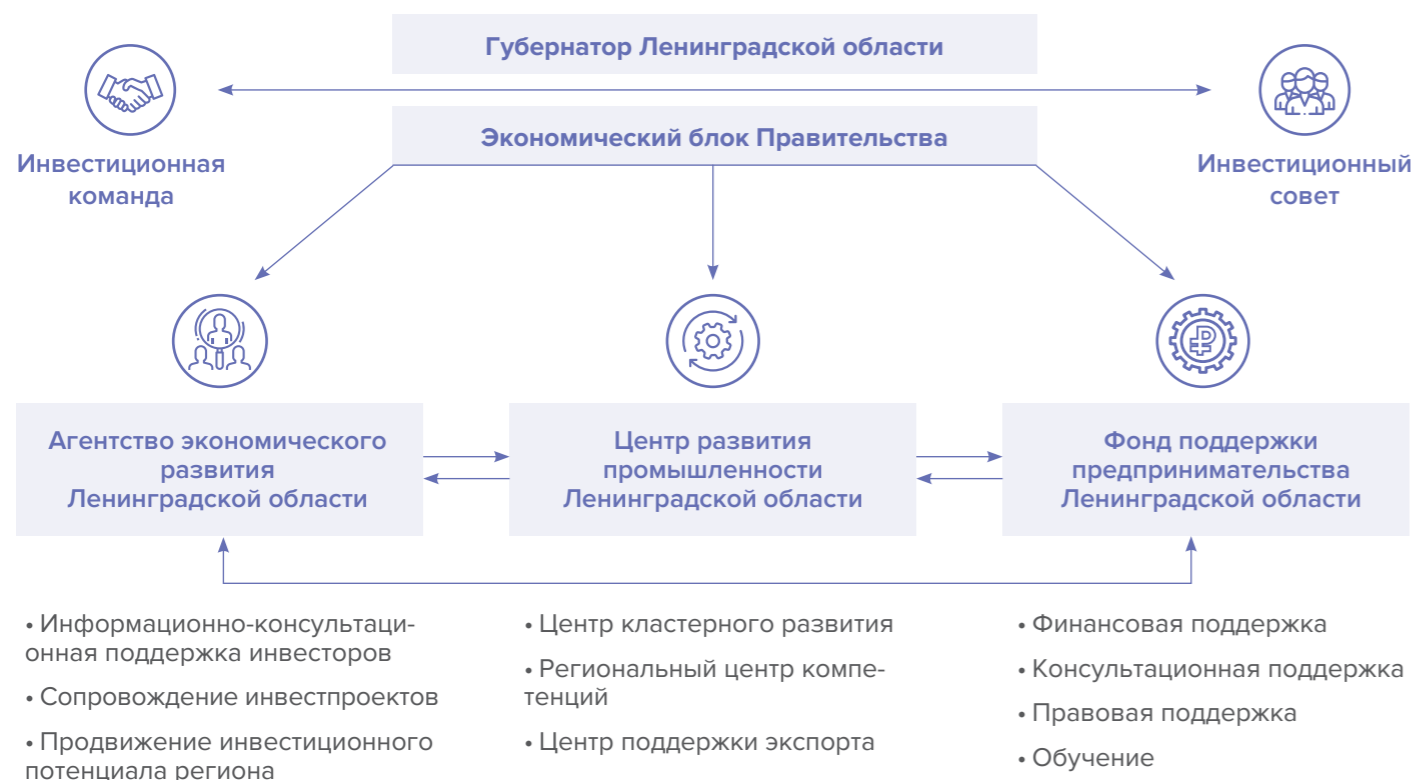 Губернатор Ленинградской области
Экономический блок Правительства
Инвестиционная
команда
Инвестиционный
совет
Агентство экономического
развития
Ленинградской области
Центр развития
промышленности
Ленинградской области
Фонд поддержки
предпринимательства
Ленинградской области
• Информационно-консультаци-
онная поддержка инвесторов
• Сопровождение инвестпроектов
• Продвижение инвестиционного
потенциала региона
• Центр кластерного развития
• Региональный центр компе-
тенций
• Центр поддержки экспорта
• Финансовая поддержка
• Консультационная поддержка
• Правовая поддержка
• Обучение